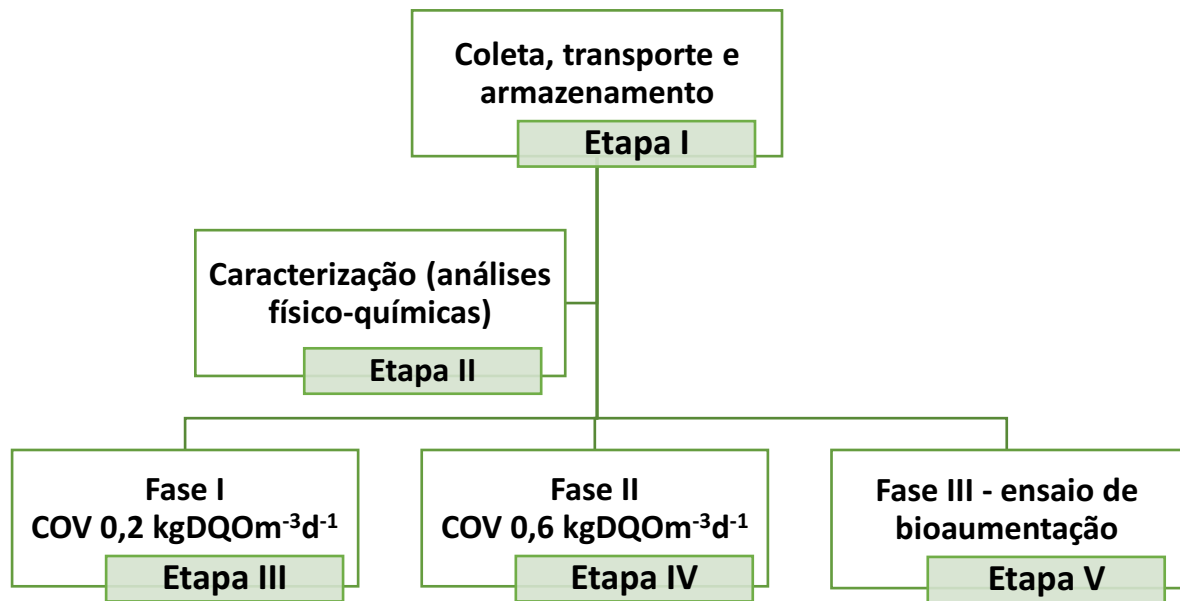 Coleta, transporte e
armazenamento
Etapa I
Caracterização (análises
físico-químicas)
Etapa II
Fase I
COV 0,2 kgDQOm⁻³d⁻¹
Etapa III
Fase II
COV 0,6 kgDQOm⁻³d⁻¹
Etapa IV
Fase III - ensaio de
bioaumentação
Etapa V